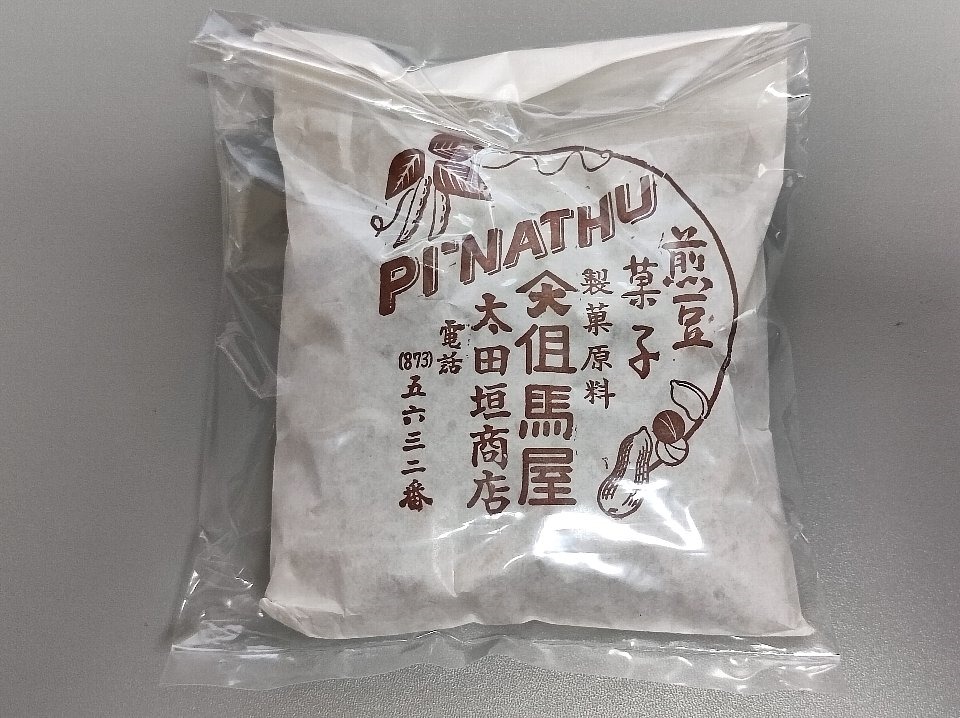 PI-NATHU
煎豆
菓子
製菓原料
仚但馬屋
太田垣商店
電話
(873)五六三二番